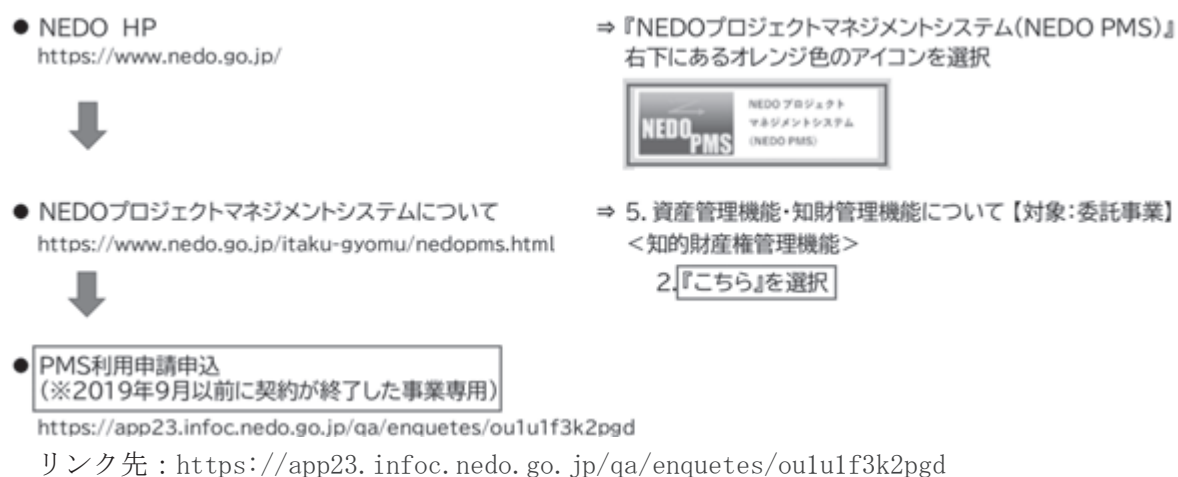 ● NEDO HP
https://www.nedo.go.jp/
⇒『NEDOプロジェクトマネジメントシステム(NEDO PMS)』
右下にあるオレンジ色のアイコンを選択
NEDO PMS
NEDO プロジェクト
マネジメントシステム
(NEDO PMS)
● NEDOプロジェクトマネジメントシステムについて
https://www.nedo.go.jp/itaku-gyomu/nedopms.html
⇒ 5. 資産管理機能・知財管理機能について【対象:委託事業】
<知的財産権管理機能>
2.『こちら』を選択
● PMS利用申請申込
(※2019年9月以前に契約が終了した事業専用)
https://app23.infoc.nedo.go.jp/qa/enquetes/ou1u1f3k2pgd
リンク先:https://app23.infoc.nedo.go.jp/qa/enquetes/ou1u1f3k2pgd